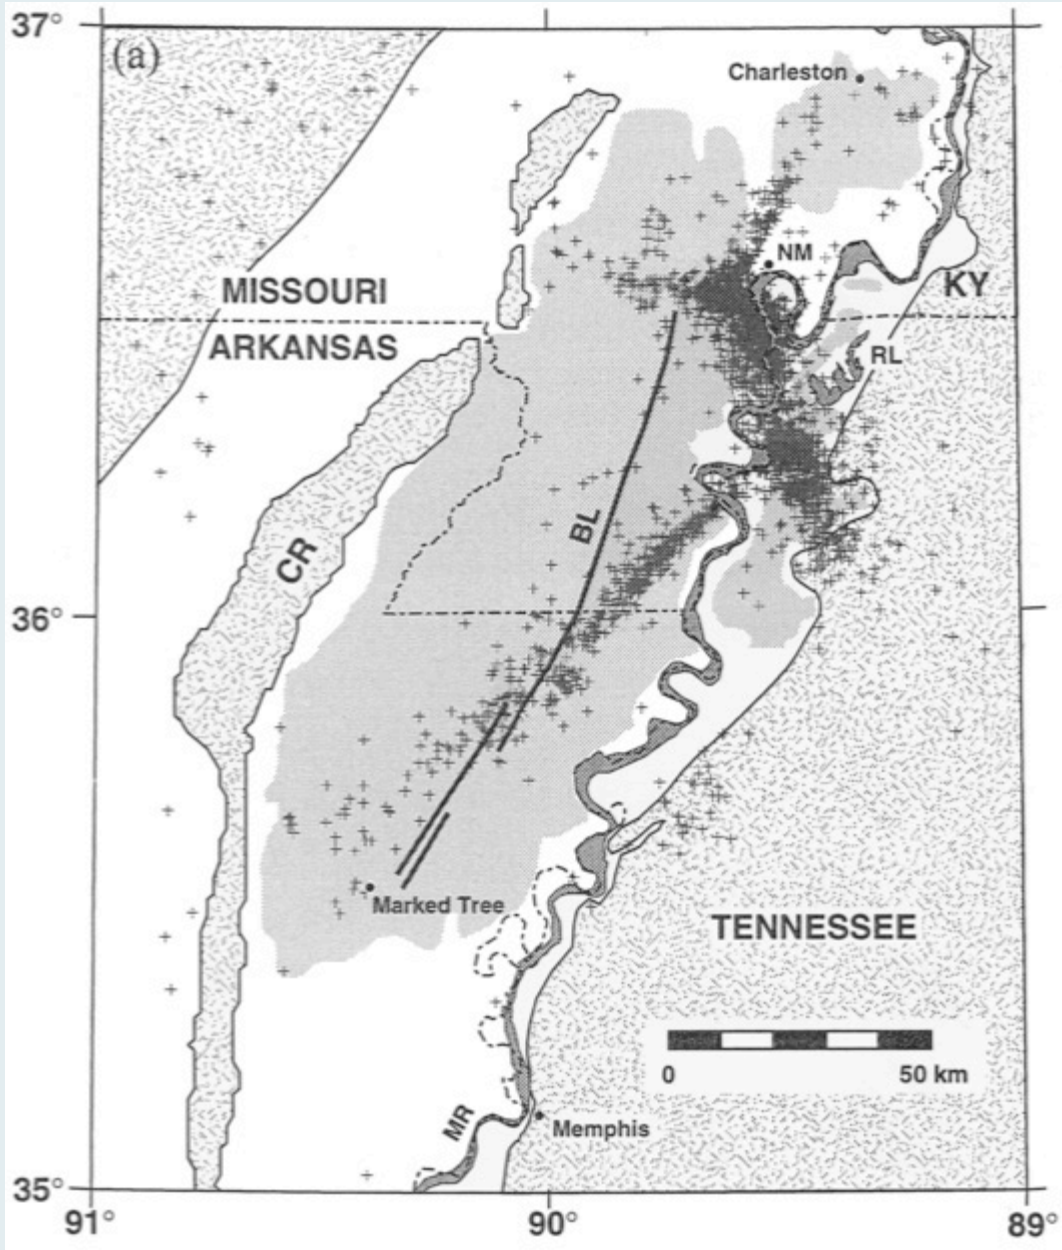 37°
(a)
Charleston
NM
MISSOURI
KY
ARKANSAS
RL
BL
CR
36°
Marked Tree
TENNESSEE
0
50 km
MR
Memphis
35°
91°
90°
89°